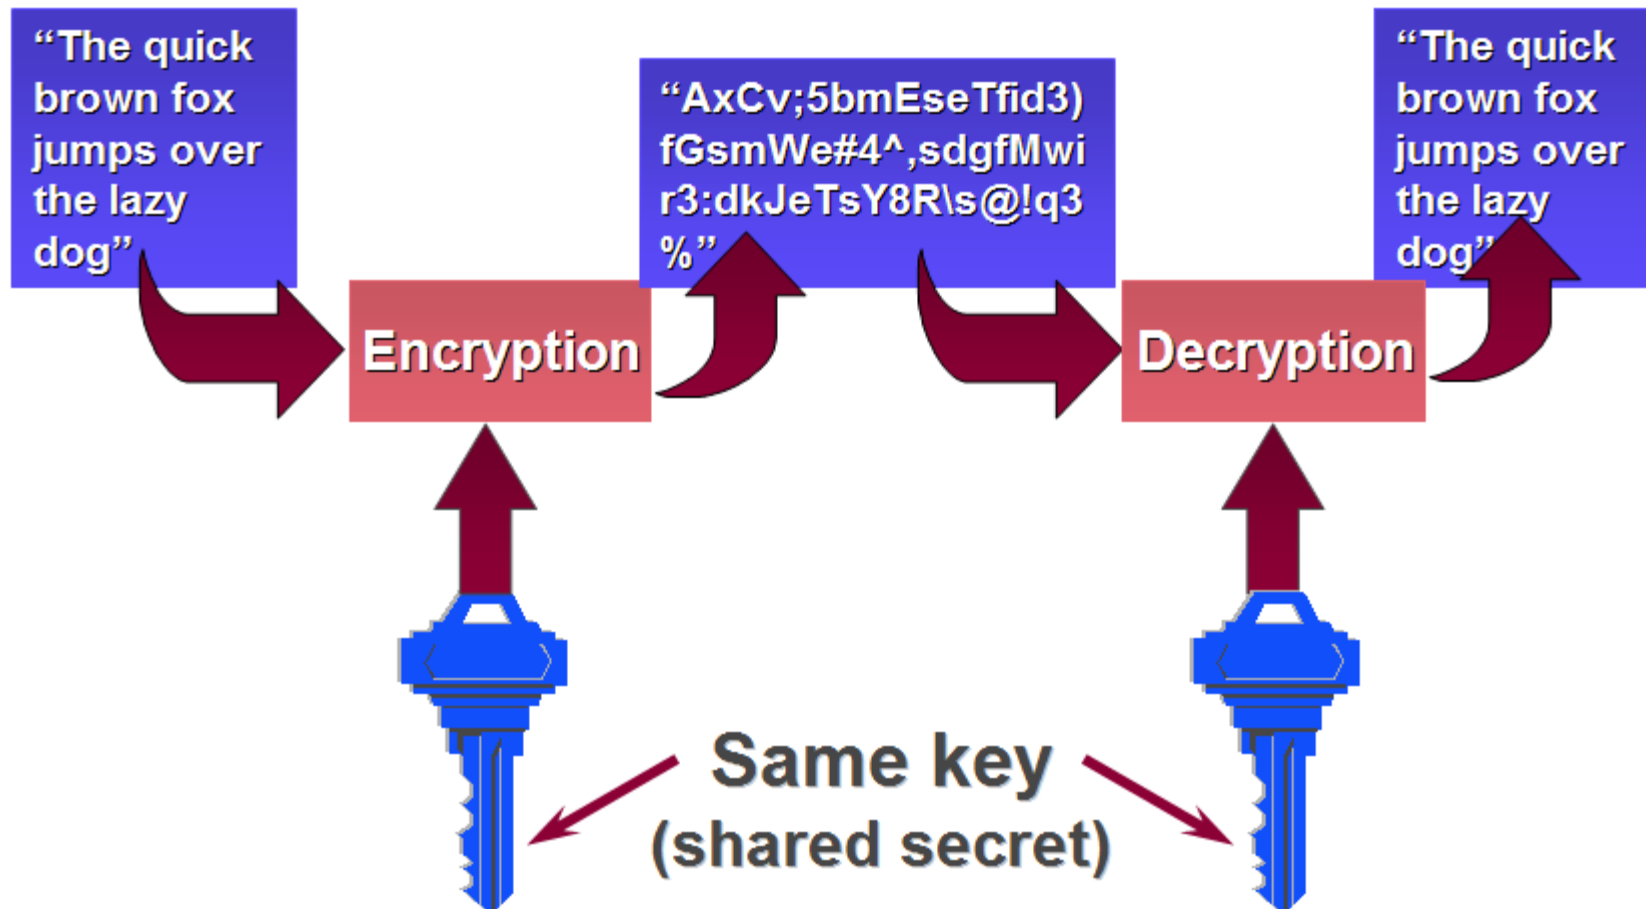 “The quick
brown fox
jumps over
the lazy
dog”
“AxCv;5bmEseTfid3)
fGsmWe#4^,sdgfMwi
r3:dkJeTsY8R\s@!q3
%”
“The quick
brown fox
jumps over
the lazy
dog”
Encryption
Decryption
Same key
(shared secret)